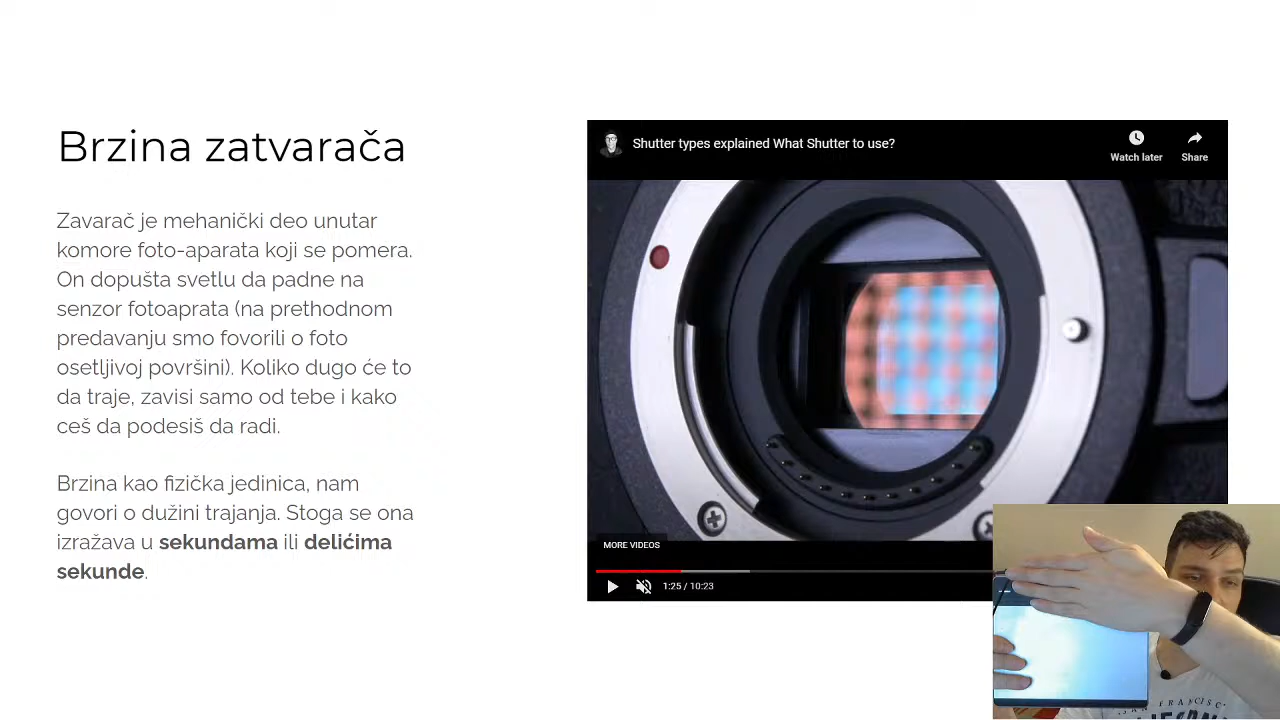 Brzina zatvarača
Zavarač je mehanički deo unutar
komore foto-aparata koji se pomera.
On dopušta svetlu da padne na
senzor fotoaprata (na prethodnom
predavanju smo fovorili o foto
osetljivoj površini). Koliko dugo će to
da traje, zavisi samo od tebe i kako
ceš da podesiš da radi.
Brzina kao fizička jedinica, nam
govori o dužini trajanja. Stoga se ona
izražava u sekundama ili delićima
sekunde.
Shutter types explained What Shutter to use?
Watch later
Share
MORE VIDEOS
1:25 / 10:23
SAN FRANCISC